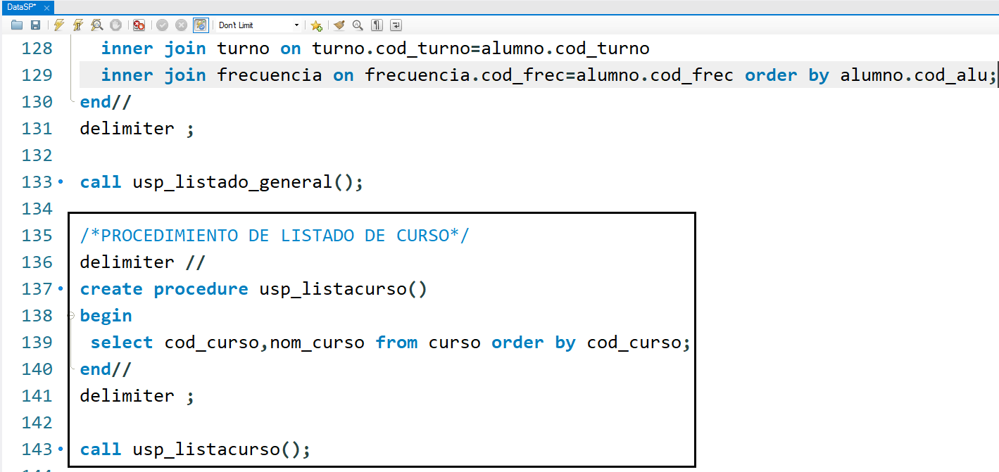 DataSP*
Don't Limit
128 inner join turno on turno.cod_turno=alumno.cod_turno
129 inner join frecuencia on frecuencia.cod_frec=alumno.cod_frec order by alumno.cod_alu;
130 end//
131 delimiter ;
132
133 call usp_listado_general();
134
135 /*PROCEDIMIENTO DE LISTADO DE CURSO*/
136 delimiter //
137 create procedure usp_listacurso()
138 begin
139 select cod_curso,nom_curso from curso order by cod_curso;
140 end//
141 delimiter ;
142
143 call usp_listacurso();